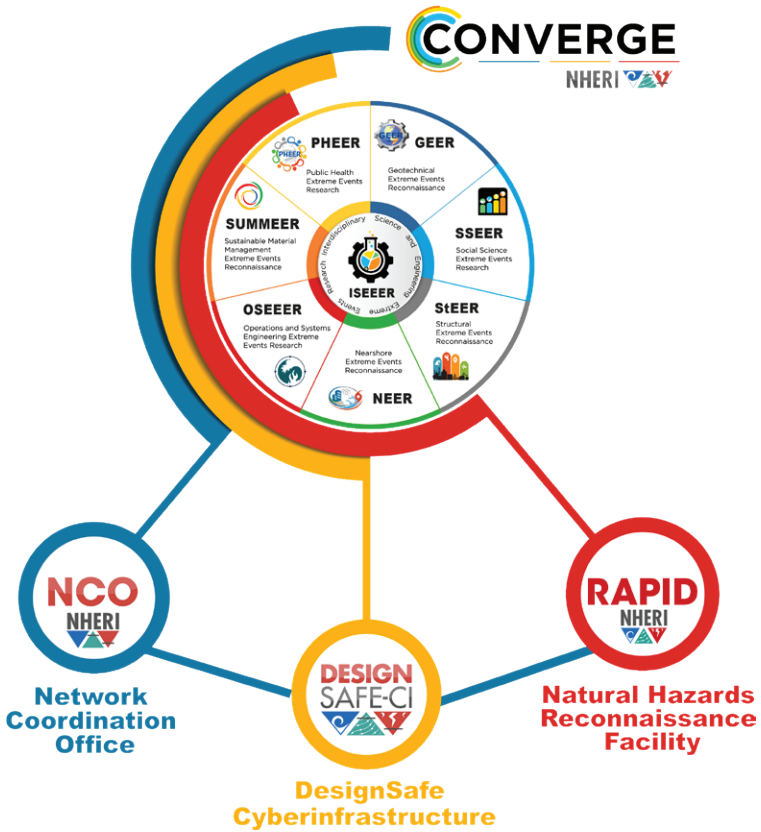 CONVERGE
NHERI
PHEER
PHEER
Public Health
Extreme Events
Research
GEER
GEER
Geotechnical
Extreme Events
Reconnaissance
SUMMEER
Sustainable Material
Management
Extreme Events
Reconnaissance
SSEER
Social Science
Extreme Events
Research
Interdisciplinary Science and Engineering Extreme Events Research
ISEEER
OSEEER
Operations and Systems
Engineering Extreme
Events Research
StEER
Structural
Extreme Events
Reconnaissance
Nearshore
Extreme Events
Reconnaissance
NEER
NCO
NHERI
RAPID
NHERI
DESIGN
SAFE-CI
Network
Coordination
Office
Natural Hazards
Reconnaissance
Facility
DesignSafe
Cyberinfrastructure